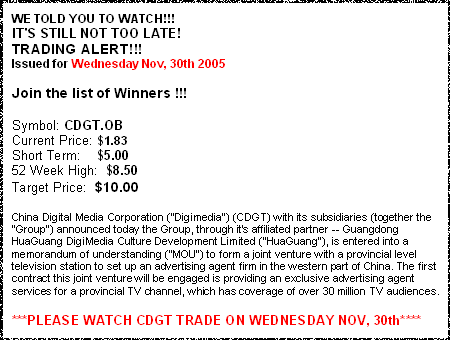 WE TOLD YOU TO WATCH!!!
IT'S STILL NOT TOO LATE!
TRADING ALERT!!!
Issued for Wednesday Nov, 30th 2005
Join the list of Winners !!!
Symbol: CDGT.OB
Current Price: $1.83
Short Term: $5.00
52 Week High: $8.50
Target Price: $10.00
China Digital Media Corporation ("Digimedia") (CDGT) with its subsidiaries (together the
"Group") announced today the Group, through it's affiliated partner -- Guangdong
HuaGuang DigiMedia Culture Development Limited ("HuaGuang"), is entered into a
memorandum of understanding ("MOU") to form a joint venture with a provincial level
television station to set up an advertising agent firm in the western part of China. The first
contract this joint venture will be engaged is providing an exclusive advertising agent
services for a provincial TV channel, which has coverage of over 30 million TV audiences.
***PLEASE WATCH CDGT TRADE ON WEDNESDAY NOV, 30th****